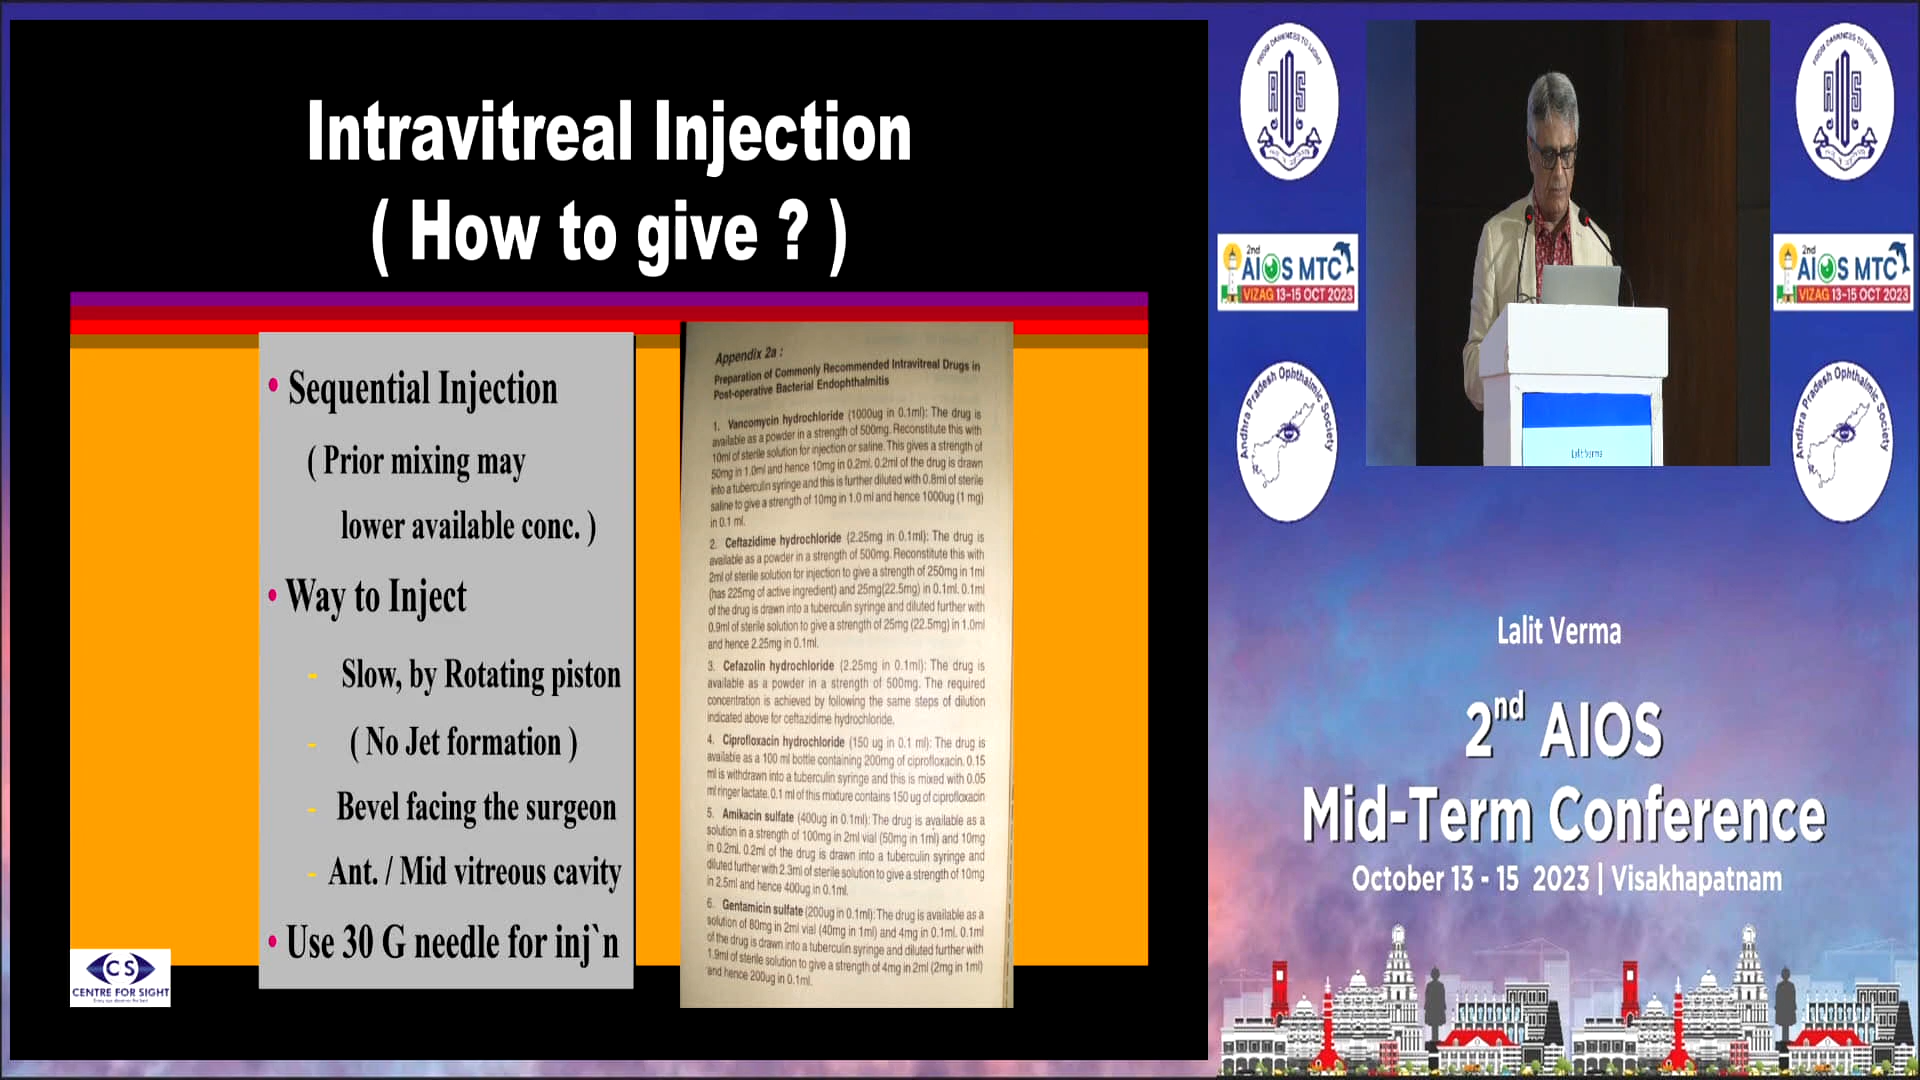 Intravitreal Injection
( How to give ? )
• Sequential Injection
( Prior mixing may
lower available conc. )
• Way to Inject
- Slow, by Rotating piston
- ( No Jet formation )
- Bevel facing the surgeon
- Ant. / Mid vitreous cavity
• Use 30 G needle for inj`n
CS
CENTRE FOR SIGHT
Appendix 2a :
Preparation of Commonly Recommended Intravitreal Drugs in
Post-operative Bacterial Endophthalmitis
1. Vancomycin hydrochloride (1000ug in 0.1ml): The drug is
available as a powder in a strength of 500mg. Reconstitute this with
10ml of sterile solution for injection or saline. This gives a strength of
50mg in 1.0ml and hence 10mg in 0.2ml. 0.2ml of the drug is drawn
into a tuberculin syringe and this is further diluted with 0.8ml of sterile
saline to give a strength of 10mg in 1.0 ml and hence 1000ug (1 mg)
in 0.1 ml.
2. Ceftazidime hydrochloride (2.25mg in 0.1ml): The drug is
available as a powder in a strength of 500mg. Reconstitute this with
2ml of sterile solution for injection to give a strength of 250mg in 1ml
(has 225mg of active ingredient) and 25mg(22.5mg) in 0.1ml. 0.1ml
of the drug is drawn into a tuberculin syringe and diluted further with
0.9ml of sterile solution to give a strength of 25mg (22.5mg) in 1.0ml
and hence 2.25mg in 0.1ml.
3. Cefazolin hydrochloride (2.25mg in 0.1ml): The drug is
available as a powder in a strength of 500mg. The required
concentration is achieved by following the same steps of dilution
indicated above for ceftazidime hydrochloride.
4. Ciprofloxacin hydrochloride (150 ug in 0.1 ml): The drug is
available as a 100 ml bottle containing 200mg of ciprofloxacin. 0.15
ml is withdrawn into a tuberculin syringe and this is mixed with 0.05
ml ringer lactate. 0.1 ml of this mixture contains 150 ug of ciprofloxacin
5. Amikacin sulfate (400ug in 0.1ml): The drug is available as a
solution in a strength of 100mg in 2ml vial (50mg in 1ml) and 10mg
in 0.2ml. 0.2ml of the drug is drawn into a tuberculin syringe and
diluted further with 2.3ml of sterile solution to give a strength of 10mg
in 2.5ml and hence 400ug in 0.1ml.
6. Gentamicin sulfate (200ug in 0.1ml): The drug is available as a
solution of 80mg in 2ml vial (40mg in 1ml) and 4mg in 0.1ml. 0.1ml
of the drug is drawn into a tuberculin syringe and diluted further with
1.9ml of sterile solution to give a strength of 4mg in 2ml (2mg in 1ml)
and hence 200ug in 0.1ml.
FROM DARKNESS TO LIGHT
AIOS
2nd
AIOS MTC
VIZAG 13-15 OCT 2023
Andhra Pradesh Ophthalmic Society
Lalit Verma
FROM DARKNESS TO LIGHT
AIOS
2nd
AIOS MTC
VIZAG 13-15 OCT 2023
Andhra Pradesh Ophthalmic Society
Lalit Verma
2nd AIOS
Mid-Term Conference
October 13 - 15 2023 | Visakhapatnam